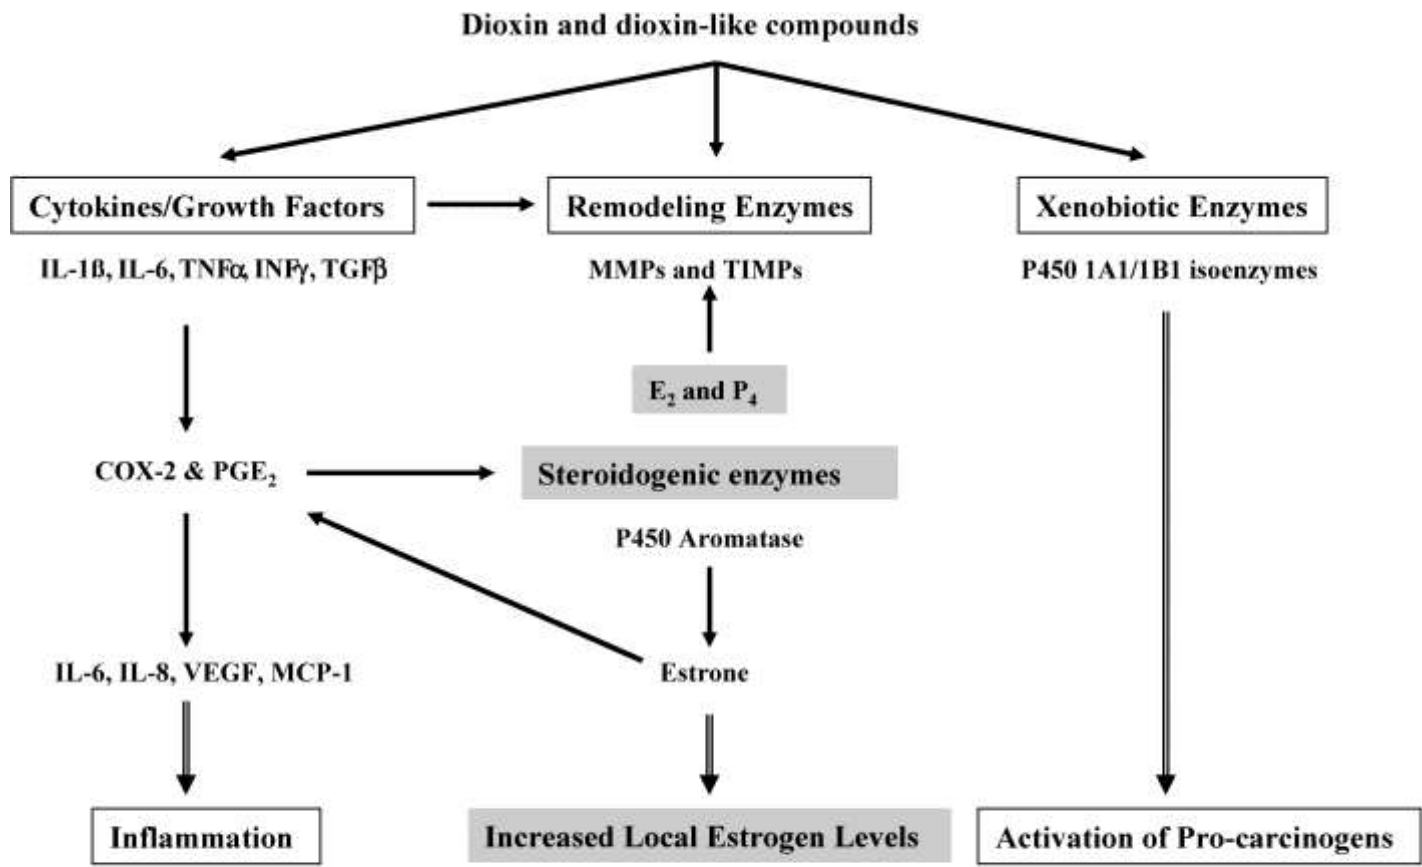 Dioxin and dioxin-like compounds
Cytokines/Growth Factors
Remodeling Enzymes
Xenobiotic Enzymes
IL-1ß, IL-6, TNFα, INFγ, TGFβ
MMPs and TIMPs
P450 1A1/1B1 isoenzymes
E₂ and P₄
COX-2 & PGE₂
Steroidogenic enzymes
P450 Aromatase
IL-6, IL-8, VEGF, MCP-1
Estrone
Inflammation
Increased Local Estrogen Levels
Activation of Pro-carcinogens